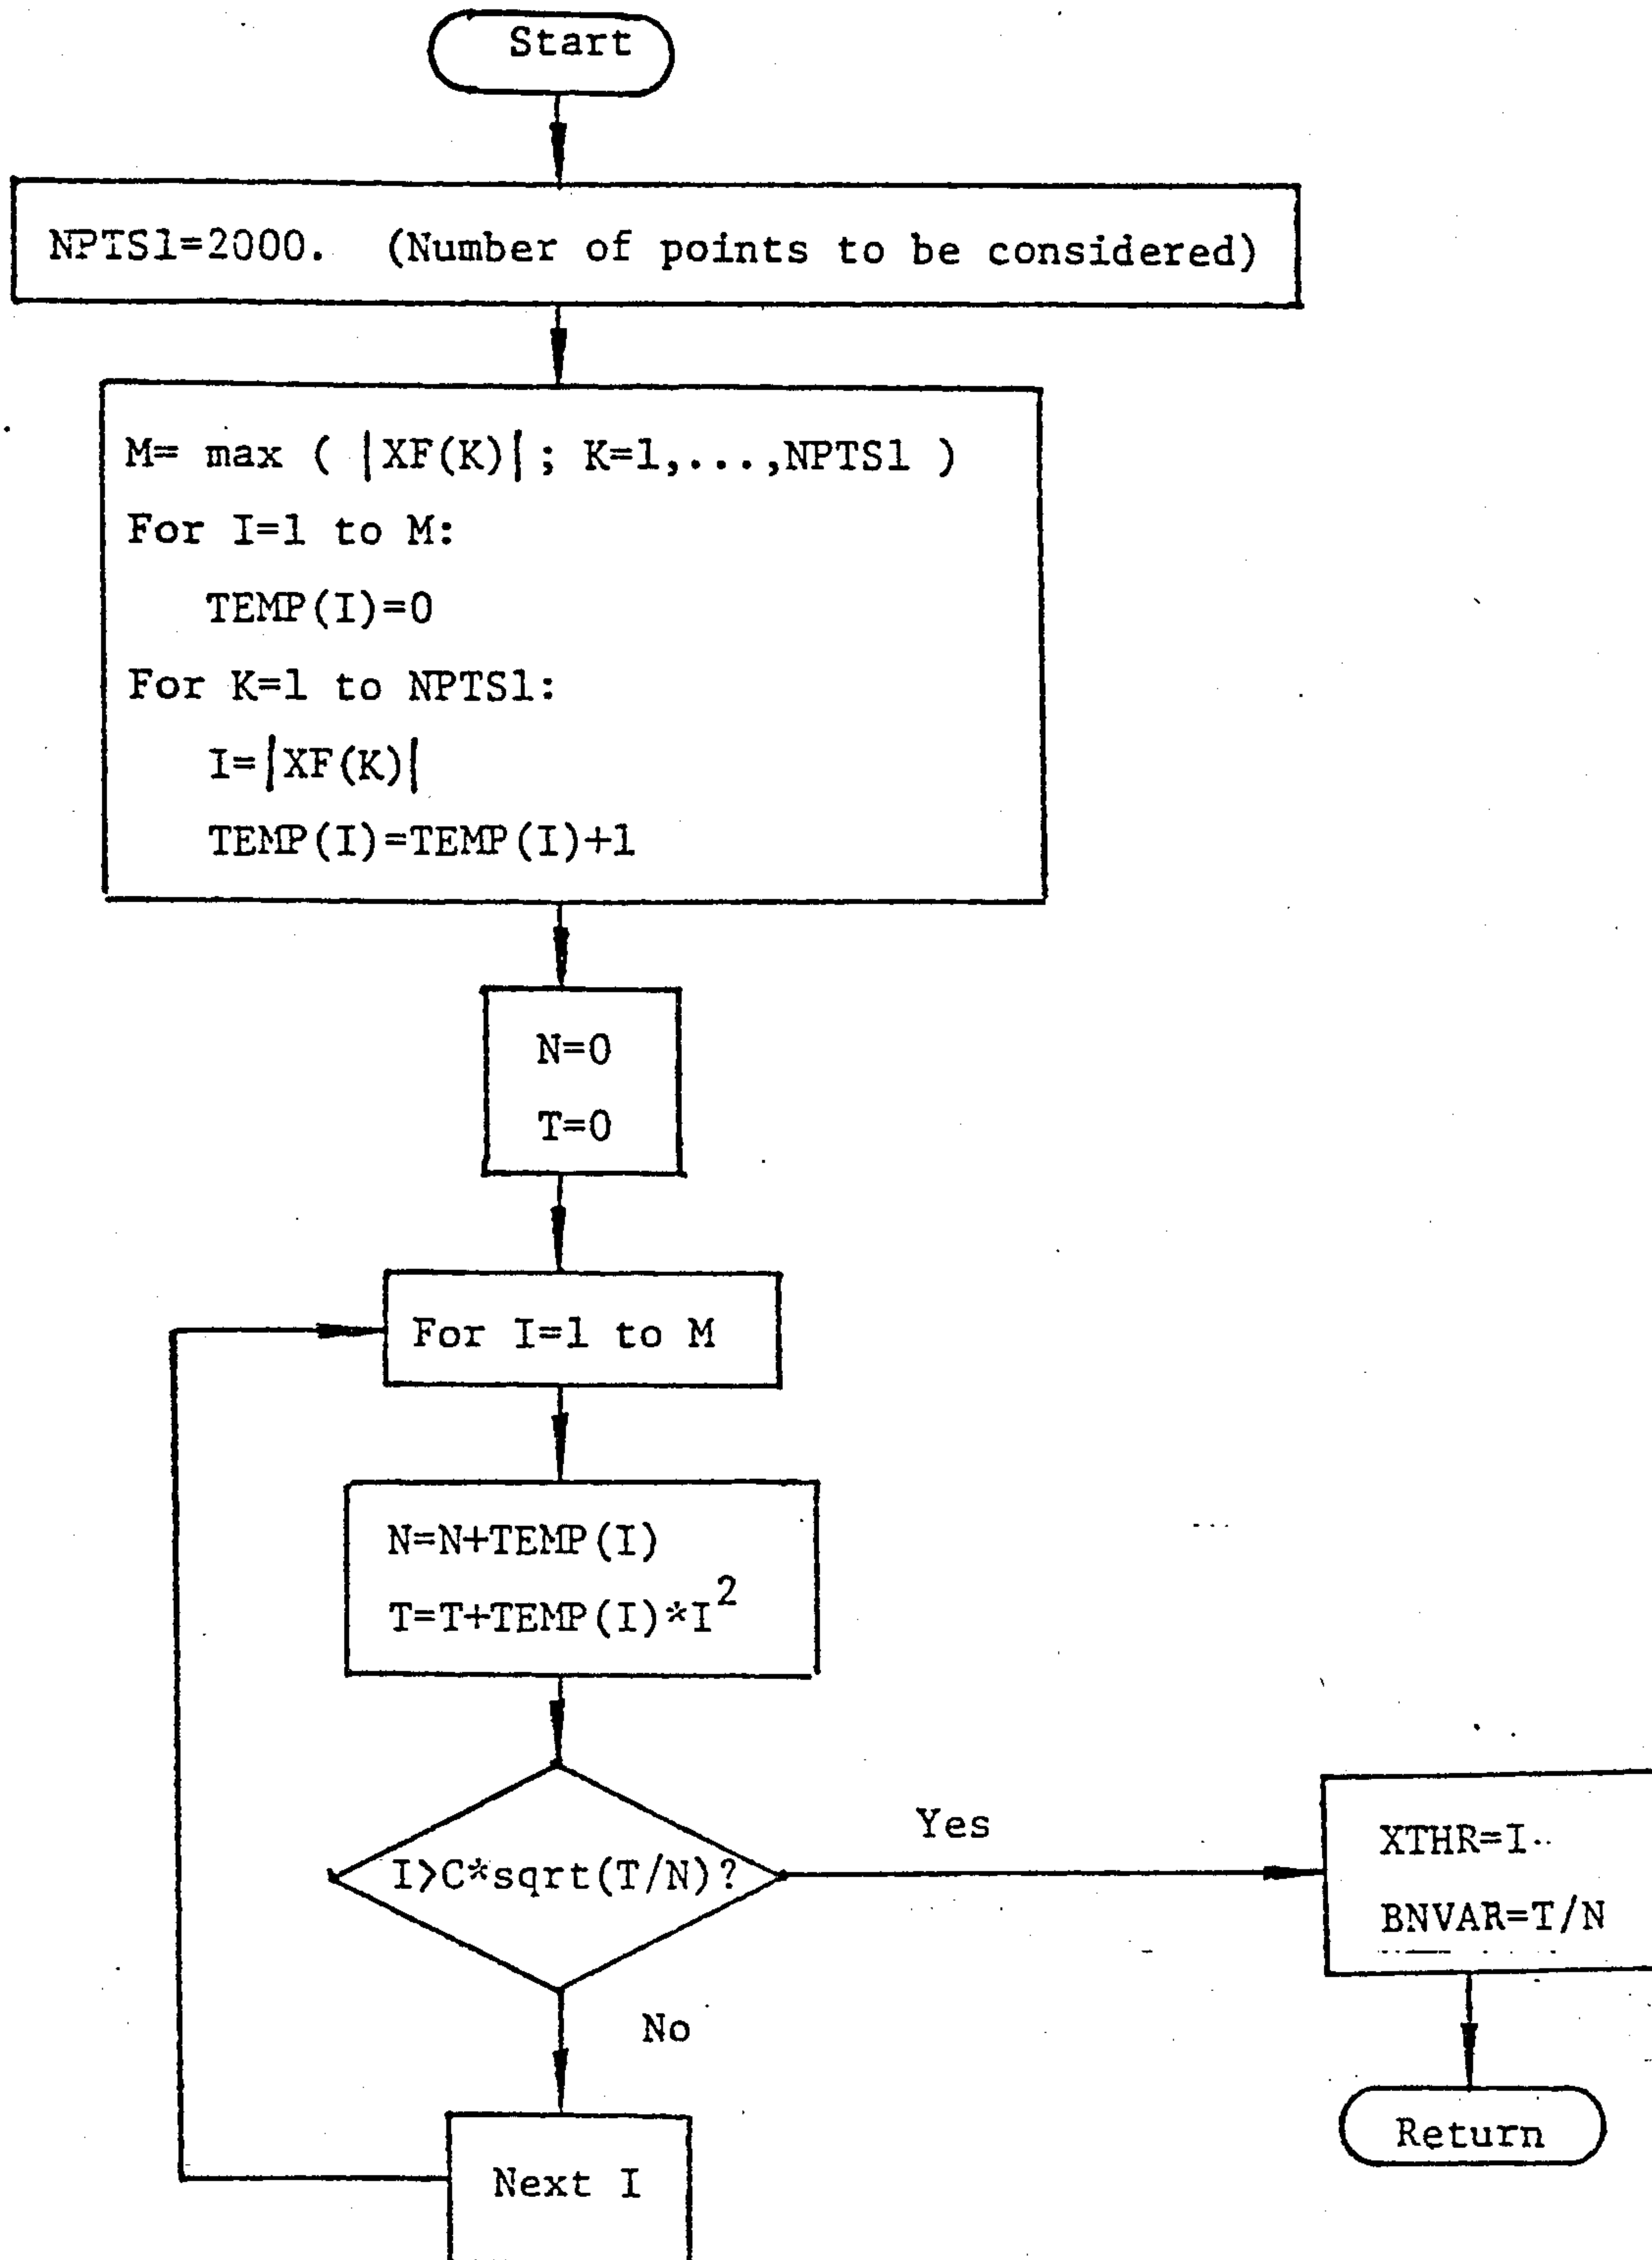 Start
NPTS1=2000. (Number of points to be considered)
M= max ( |XF(K)| ; K=1,...,NPTS1 )
For I=1 to M:
TEMP(I)=0
For K=1 to NPTS1:
I=|XF(K)|
TEMP(I)=TEMP(I)+1
N=0
T=0
For I=1 to M
N=N+TEMP(I)
T=T+TEMP(I)*I²
I>C*sqrt(T/N)?
Yes
XTHR=I
BNVAR=T/N
No
Return
Next I